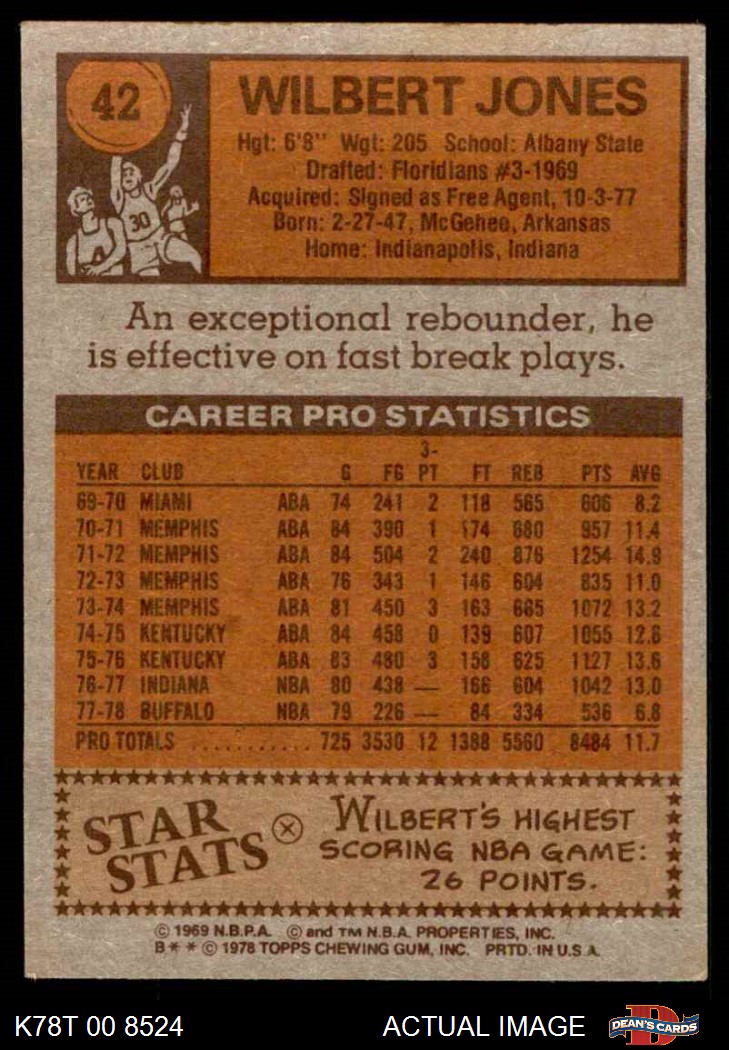 42
WILBERT JONES
Hgt: 6'8" Wgt: 205 School: Albany State
Drafted: Floridians #3-1969
Acquired: Signed as Free Agent, 10-3-77
Born: 2-27-47, McGehee, Arkansas
Home: Indianapolis, Indiana
30
An exceptional rebounder, he
is effective on fast break plays.
CAREER PRO STATISTICS
YEAR CLUB G FG 3-PT FT REB PTS AVG
69-70 MIAMI ABA 74 241 2 118 565 606 8.2
70-71 MEMPHIS ABA 84 390 1 174 680 957 11.4
71-72 MEMPHIS ABA 84 504 2 240 876 1254 14.9
72-73 MEMPHIS ABA 76 343 1 146 604 835 11.0
73-74 MEMPHIS ABA 81 450 3 163 665 1072 13.2
74-75 KENTUCKY ABA 84 458 0 139 607 1055 12.6
75-76 KENTUCKY ABA 83 480 3 158 625 1127 13.6
76-77 INDIANA NBA 80 438 — 166 604 1042 13.0
77-78 BUFFALO NBA 79 226 — 84 334 536 6.8
PRO TOTALS ........... 725 3530 12 1388 5560 8484 11.7
STAR
STATS
WILBERT'S HIGHEST
SCORING NBA GAME:
26 POINTS.
© 1969 N.B.P.A. © and TM N.B.A. PROPERTIES, INC.
B * * © 1978 TOPPS CHEWING GUM, INC. PRTD. IN U.S.A.
K78T 00 8524 ACTUAL IMAGE
D
DEAN'S CARDS